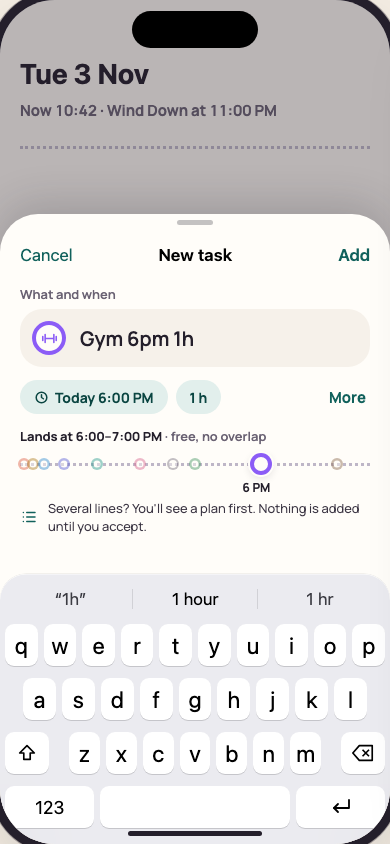 Tue 3 Nov
Now 10:42 · Wind Down at 11:00 PM
Cancel
New task
Add
What and when
Gym 6pm 1h
Today 6:00 PM
1 h
More
Lands at 6:00–7:00 PM · free, no overlap
6 PM
Several lines? You'll see a plan first. Nothing is added
until you accept.
“1h”
1 hour
1 hr
q w e r t y u i o p
a s d f g h j k l
z x c v b n m
123